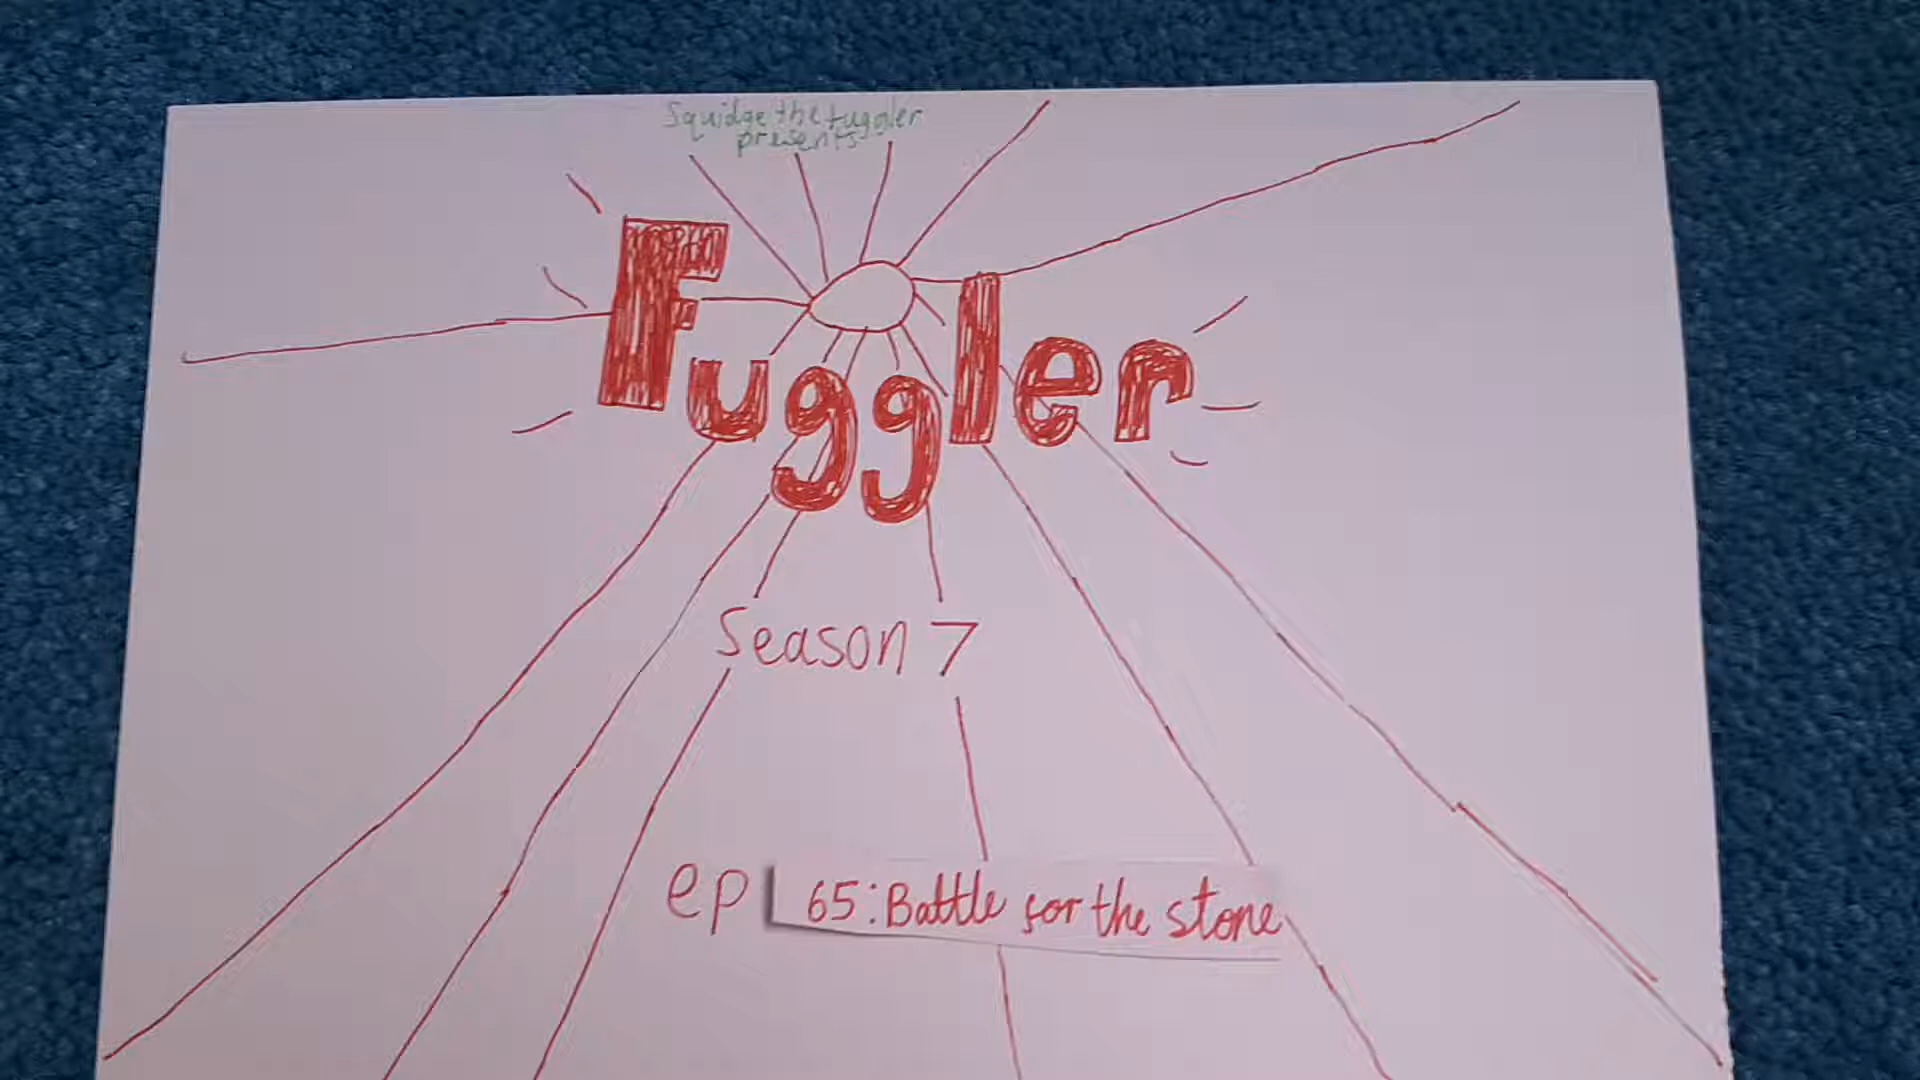 Squidge the fuggler
presents
Fuggler
Season 7
ep 65: Battle for the stone